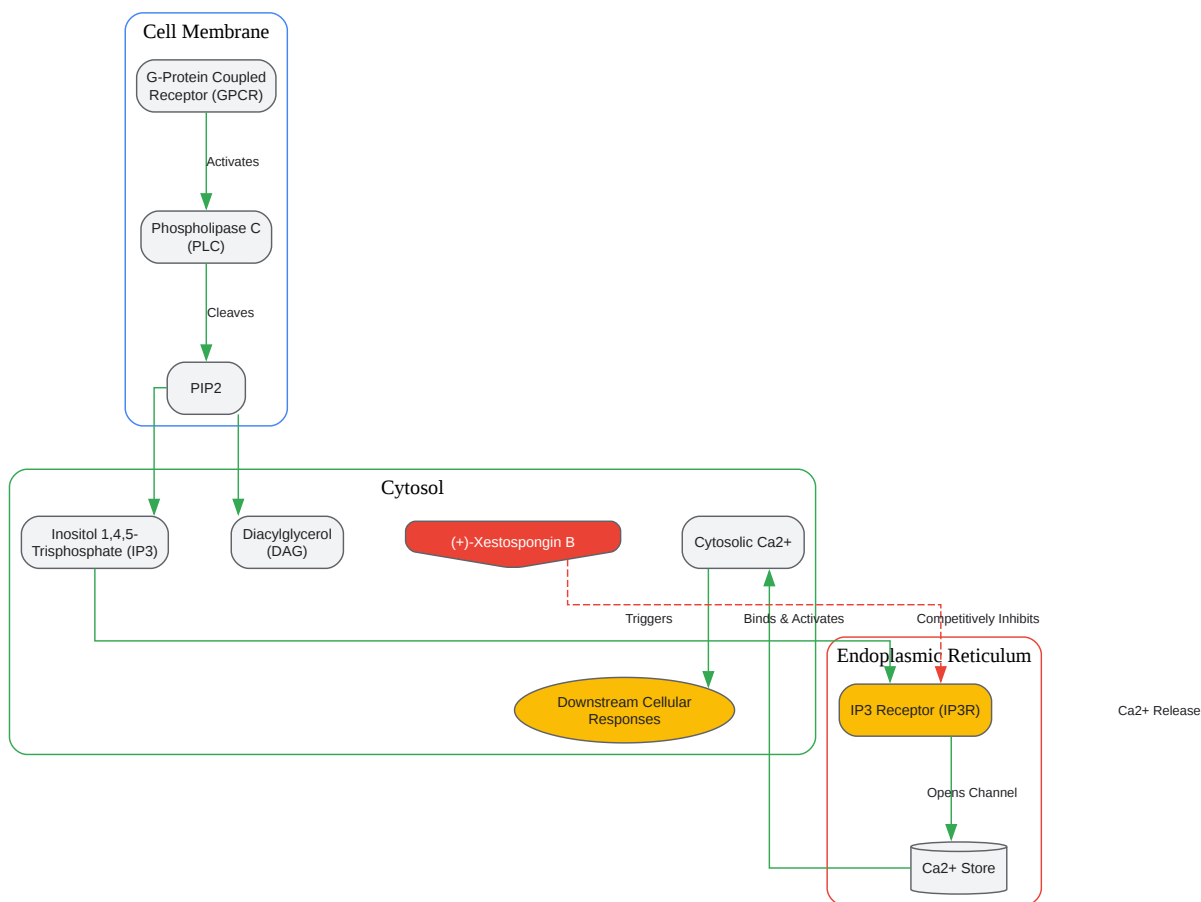 Cell Membrane
G-Protein Coupled
Receptor (GPCR)
Activates
Phospholipase C
(PLC)
Cleaves
PIP2
Cytosol
Inositol 1,4,5-
Trisphosphate (IP3)
Diacylglycerol
(DAG)
(+)-Xestospongin B
Cytosolic Ca2+
Triggers
Binds & Activates
Competitively Inhibits
Endoplasmic Reticulum
Downstream Cellular
Responses
IP3 Receptor (IP3R)
Ca2+ Release
Opens Channel
Ca2+ Store